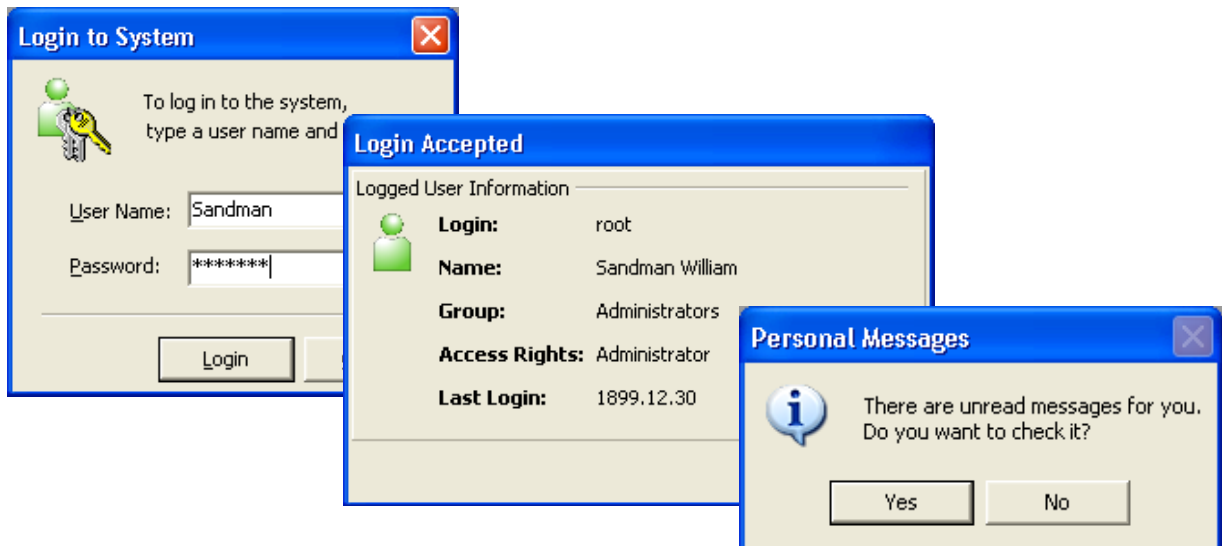 Login to System
To log in to the system,
type a user name and
User Name: Sandman
Password: *******
Login
Login Accepted
Logged User Information
Login: root
Name: Sandman William
Group: Administrators
Access Rights: Administrator
Last Login: 1899.12.30
Personal Messages
There are unread messages for you.
Do you want to check it?
Yes No